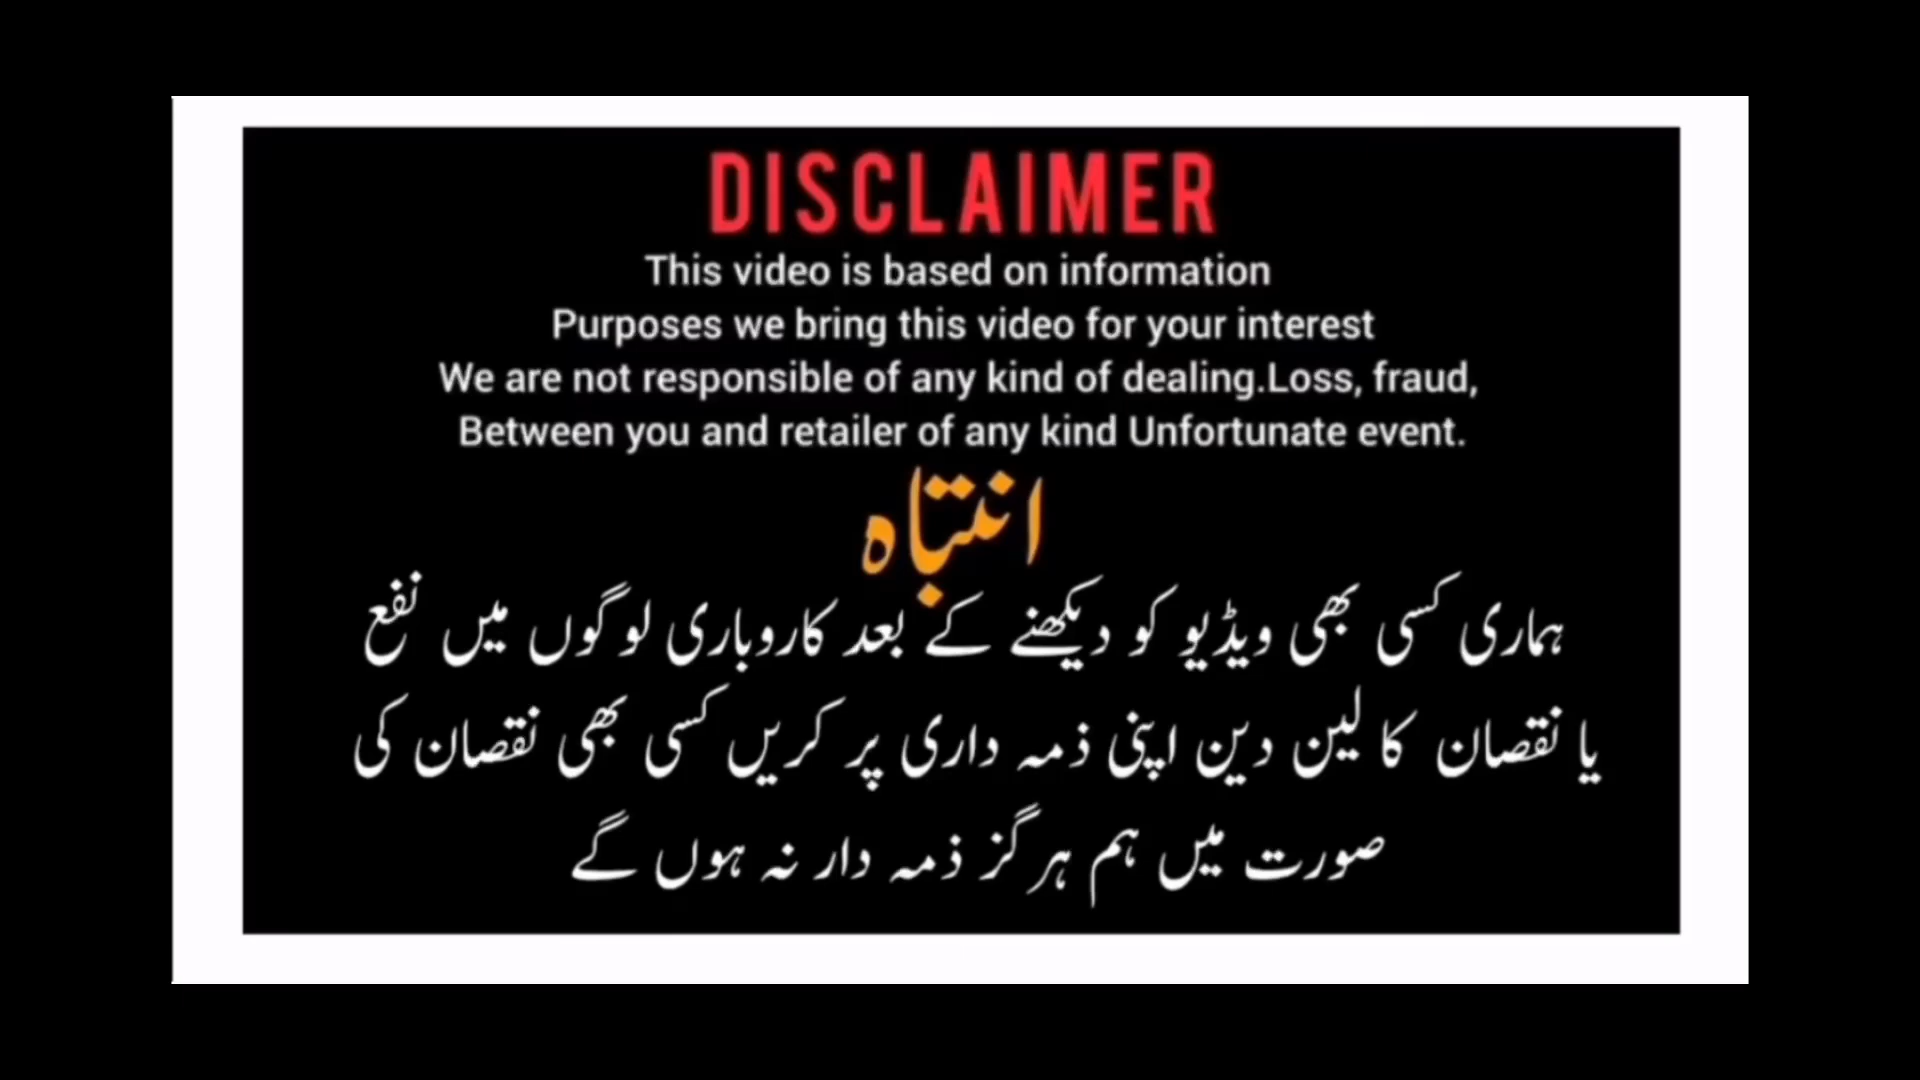 DISCLAIMER
This video is based on information
Purposes we bring this video for your interest
We are not responsible of any kind of dealing.Loss, fraud,
Between you and retailer of any kind Unfortunate event.
انتباہ
ہماری کسی بھی ویڈیو کو دیکھنے کے بعد کاروباری لوگوں میں نفع
یا نقصان کا لین دین اپنی ذمہ داری پر کریں کسی بھی نقصان کی
صورت میں ہم ہرگز ذمہ دار نہ ہوں گے